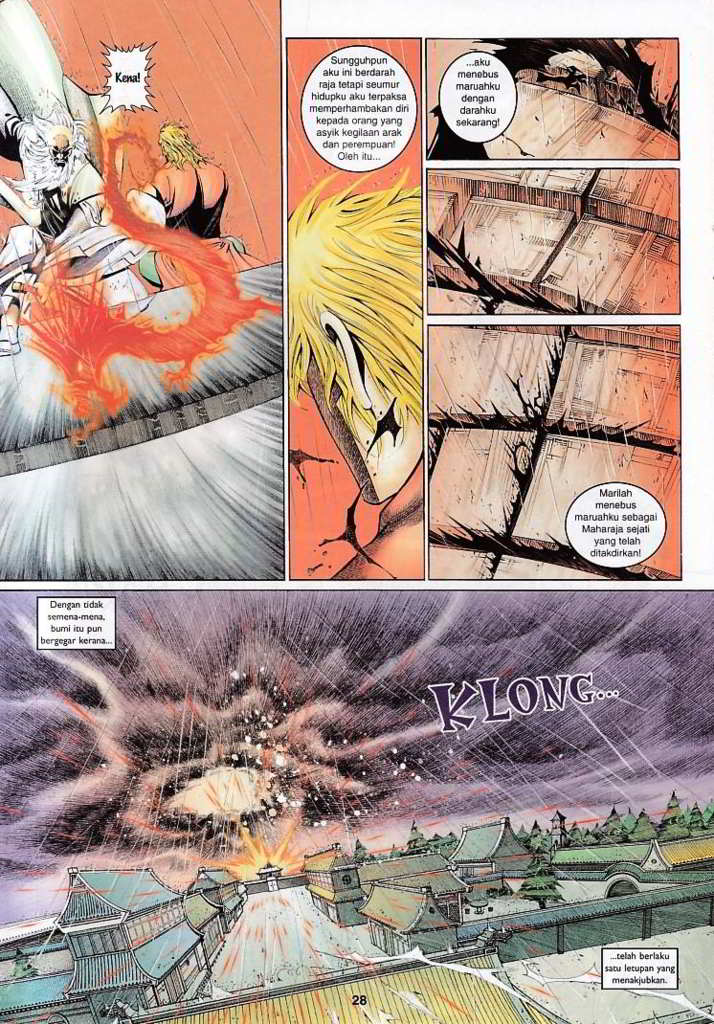 Kena!
Sungguhpun
aku ini berdarah
raja tetapi seumur
hidupku aku terpaksa
memperhambakan diri
kepada orang yang
asyik kegilaan arak
dan perempuan!
Oleh itu...
...aku
menebus
maruahku
dengan
darahku
sekarang!
Marilah
menebus
maruahku sebagai
Maharaja sejati
yang telah
ditakdirkan!
Dengan tidak
semena-mena,
bumi itu pun
bergegar kerana...
KLONG...
...telah berlaku
satu letupan yang
menakjubkan.
28